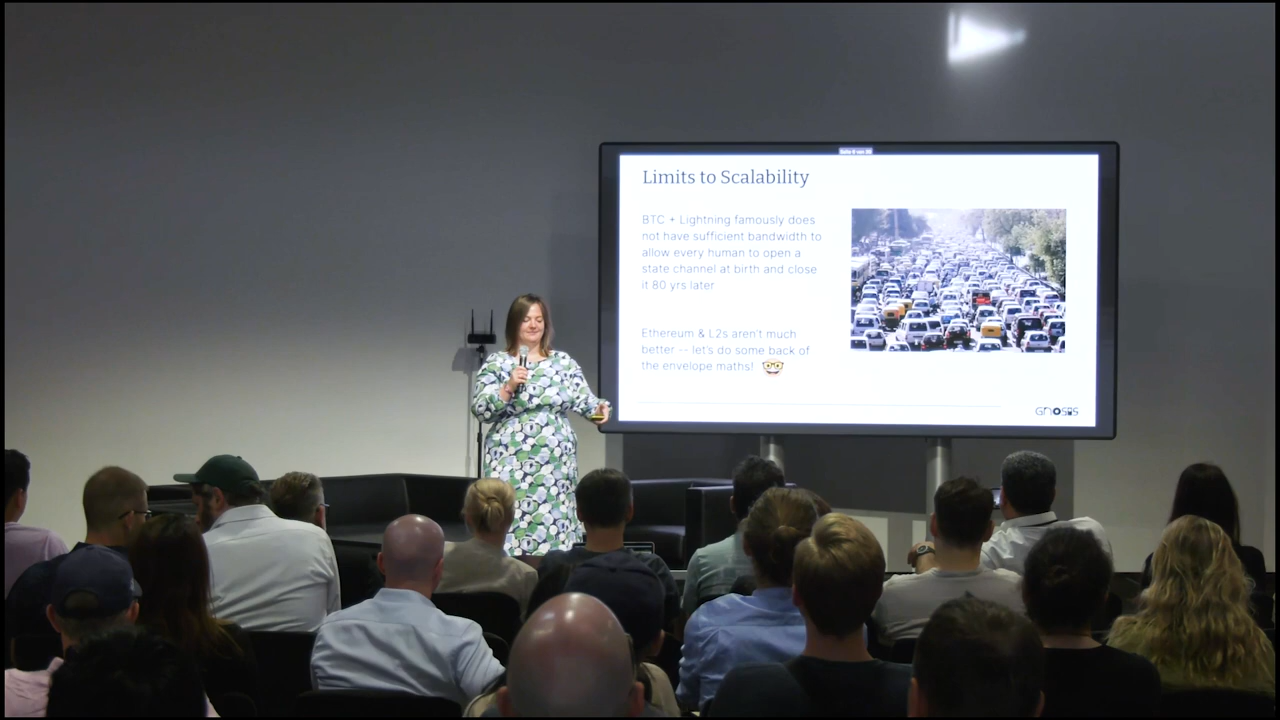 Limits to Scalability
BTC + Lightning famously does
not have sufficient bandwidth to
allow every human to open a
state channel at birth and close
it 80 yrs later
Ethereum & L2s aren't much
better -- let's do some back of
the envelope maths!
GNOSIS